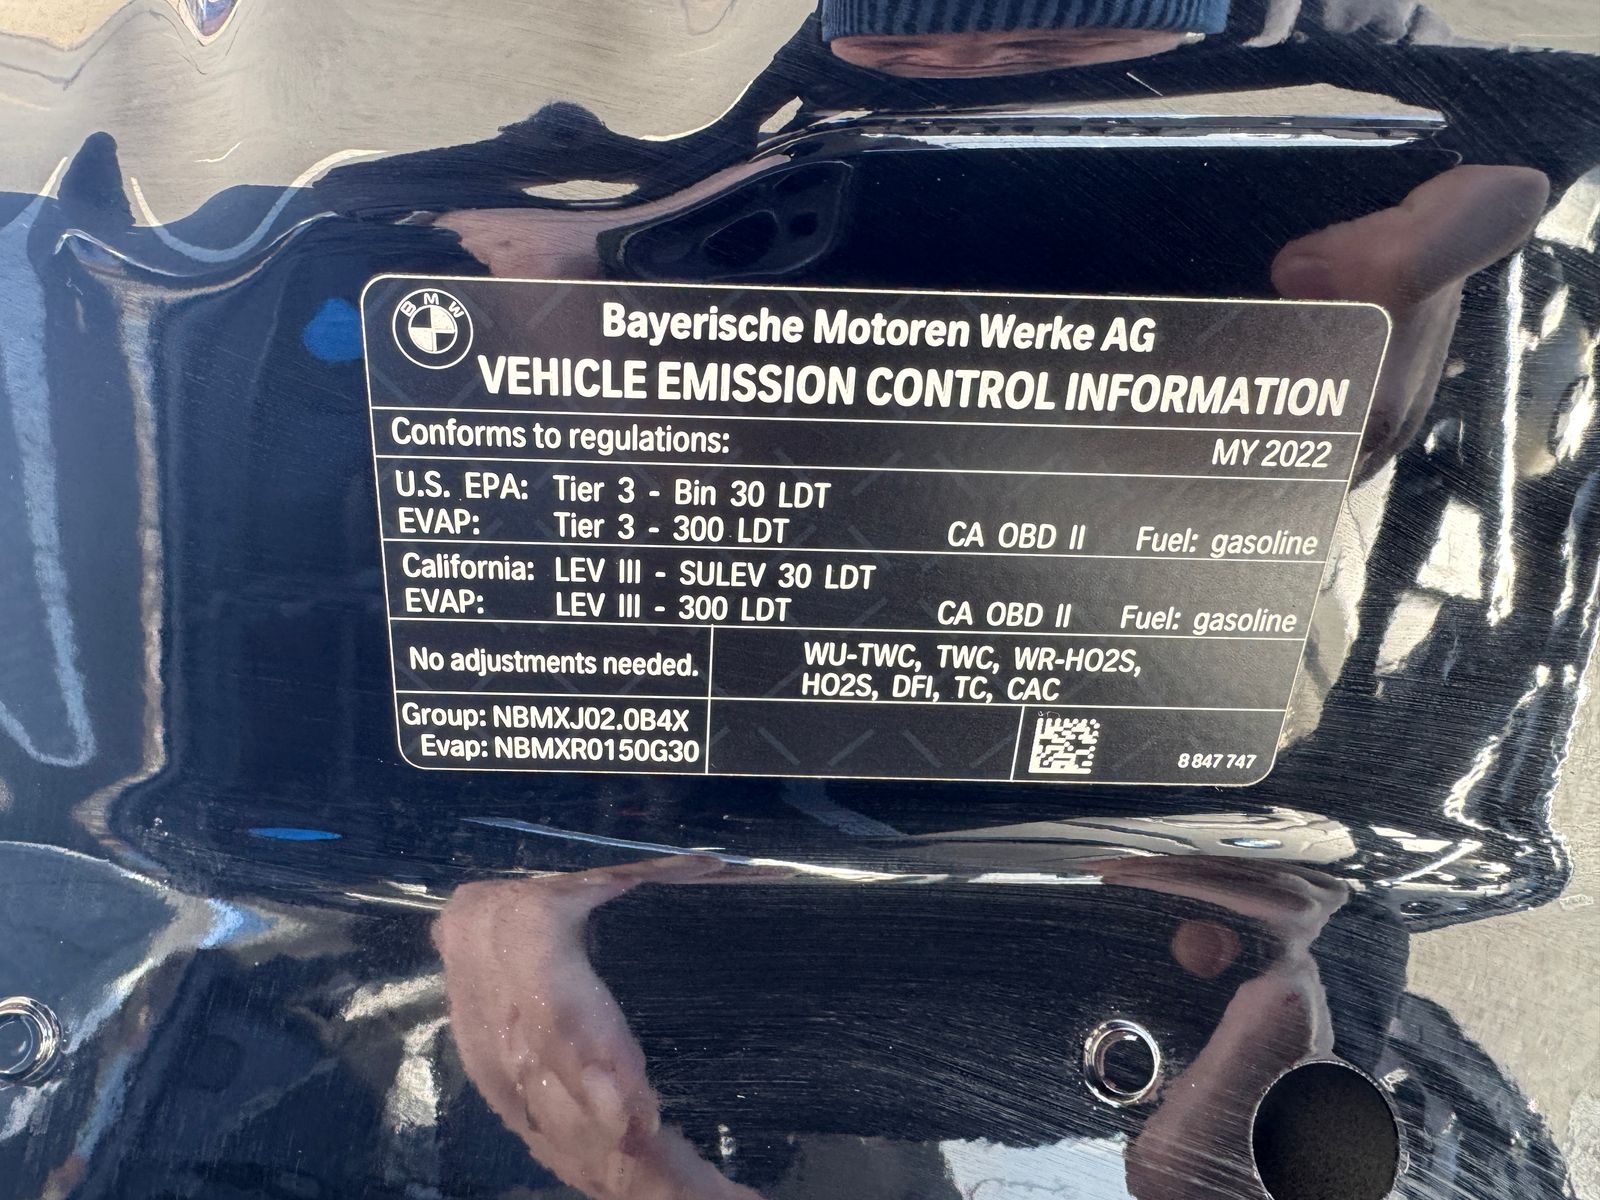 BMW
Bayerische Motoren Werke AG
VEHICLE EMISSION CONTROL INFORMATION
Conforms to regulations: MY 2022
U.S. EPA: Tier 3 - Bin 30 LDT
EVAP: Tier 3 - 300 LDT CA OBD II Fuel: gasoline
California: LEV III - SULEV 30 LDT
EVAP: LEV III - 300 LDT CA OBD II Fuel: gasoline
No adjustments needed.
WU-TWC, TWC, WR-HO2S,
HO2S, DFI, TC, CAC
Group: NBMXJ02.0B4X
Evap: NBMXR0150G30
8 847 747